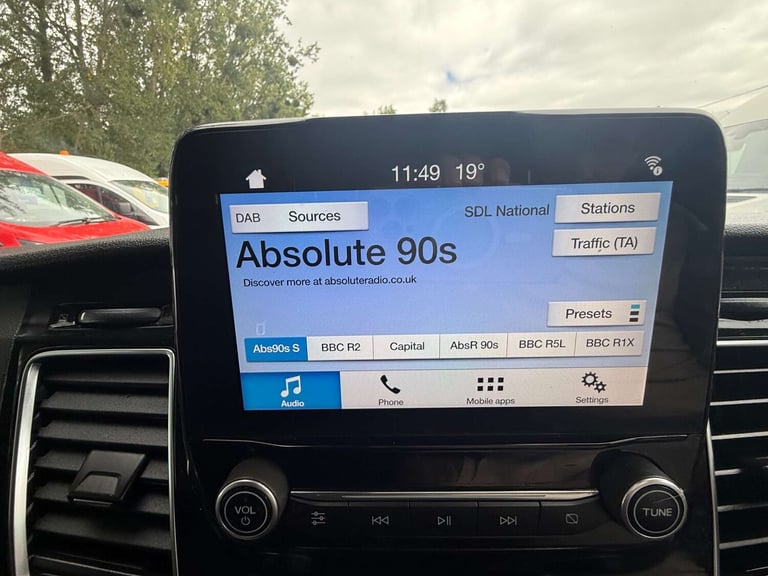 11:49 19°
DAB Sources
SDL National
Stations
Absolute 90s
Traffic (TA)
Discover more at absoluteradio.co.uk
Presets
Abs90s S
BBC R2
Capital
AbsR 90s
BBC R5L
BBC R1X
Audio
Phone
Mobile apps
Settings
VOL
TUNE